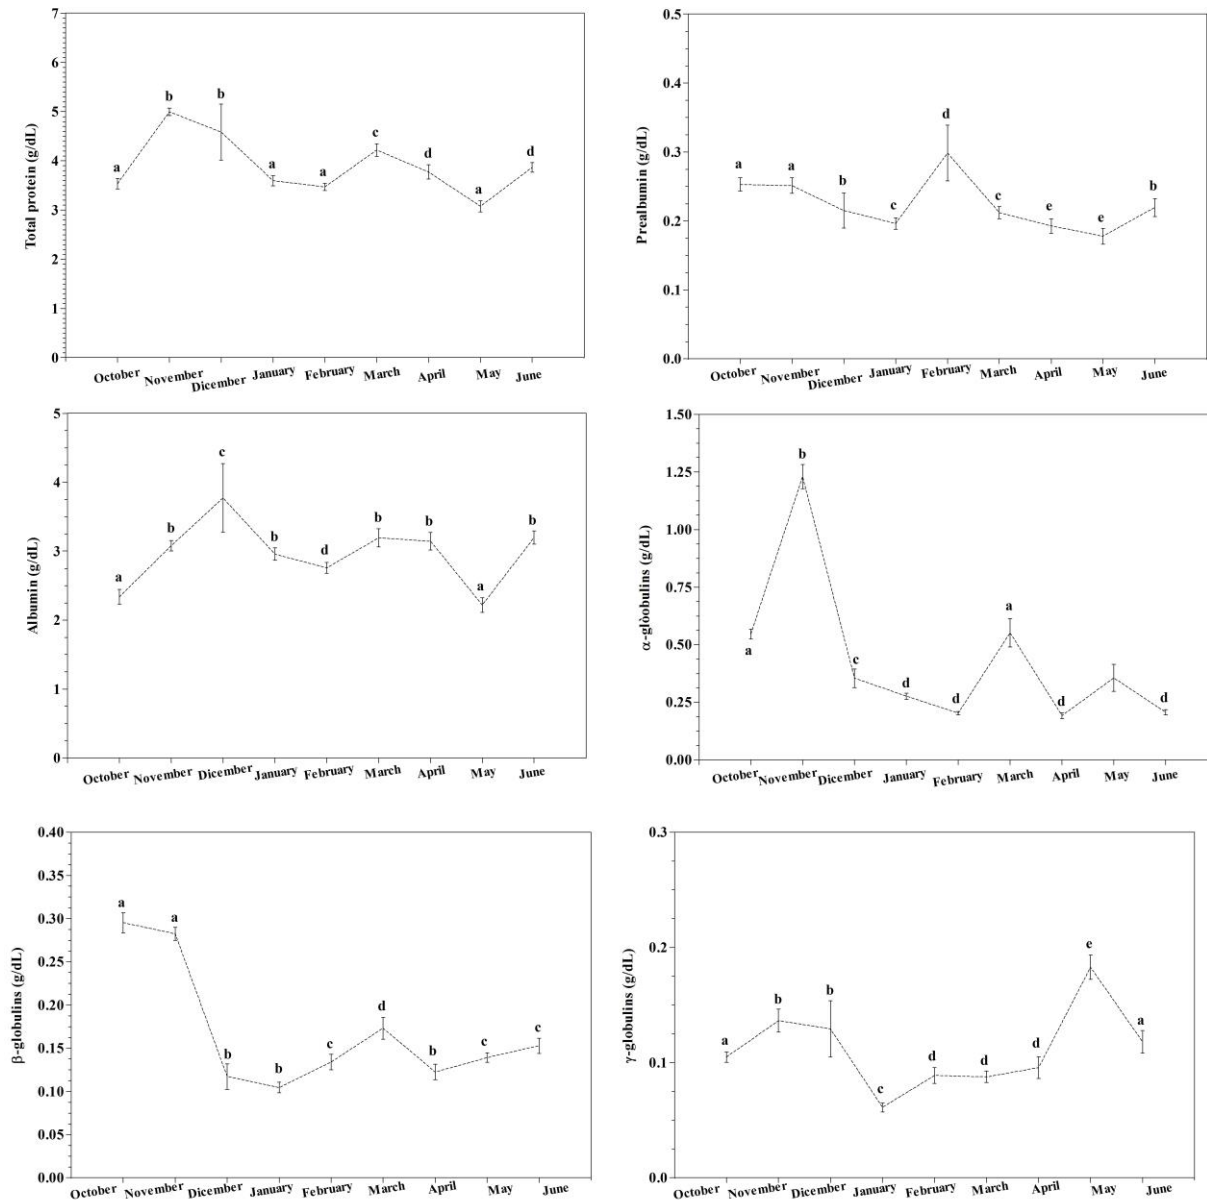 Total protein (g/dL)
7
6
5
4
3
2
1
0
a
b
b
a
a
c
d
a
d
October
November
Dicember
January
February
March
April
May
June
Prealbumin (g/dL)
0.5
0.4
0.3
0.2
0.1
0.0
a
a
b
c
d
c
e
e
b
October
November
Dicember
January
February
March
April
May
June
Albumin (g/dL)
5
4
3
2
1
0
a
b
c
b
d
b
b
a
b
October
November
Dicember
January
February
March
April
May
June
α-glòobulins (g/dL)
1.50
1.25
1.00
0.75
0.50
0.25
0.00
a
b
c
d
d
a
d
d
October
November
Dicember
January
February
March
April
May
June
β-globulins (g/dL)
0.40
0.35
0.30
0.25
0.20
0.15
0.10
0.05
0.00
a
a
b
b
c
d
b
c
c
October
November
Dicember
January
February
March
April
May
June
γ-globulins (g/dL)
0.3
0.2
0.1
0.0
a
b
b
c
d
d
d
e
a
October
November
Dicember
January
February
March
April
May
June